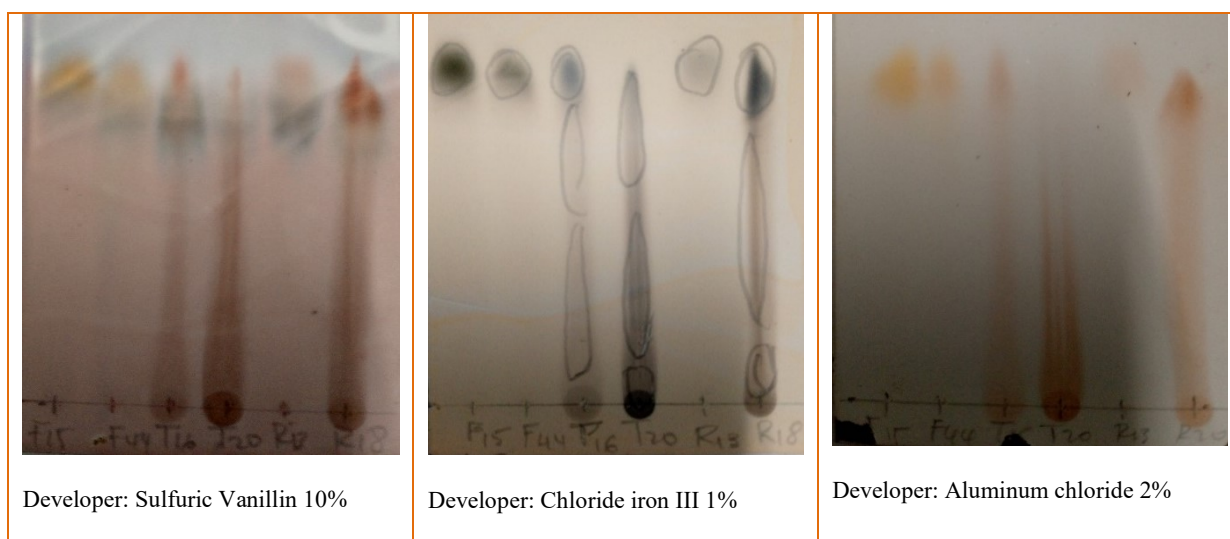 F15 F44 T16 T20 R13 R18
F15 F44 T16 T20 R13 R18
F44 T20 R13
Developer: Sulfuric Vanillin 10%
Developer: Chloride iron III 1%
Developer: Aluminum chloride 2%